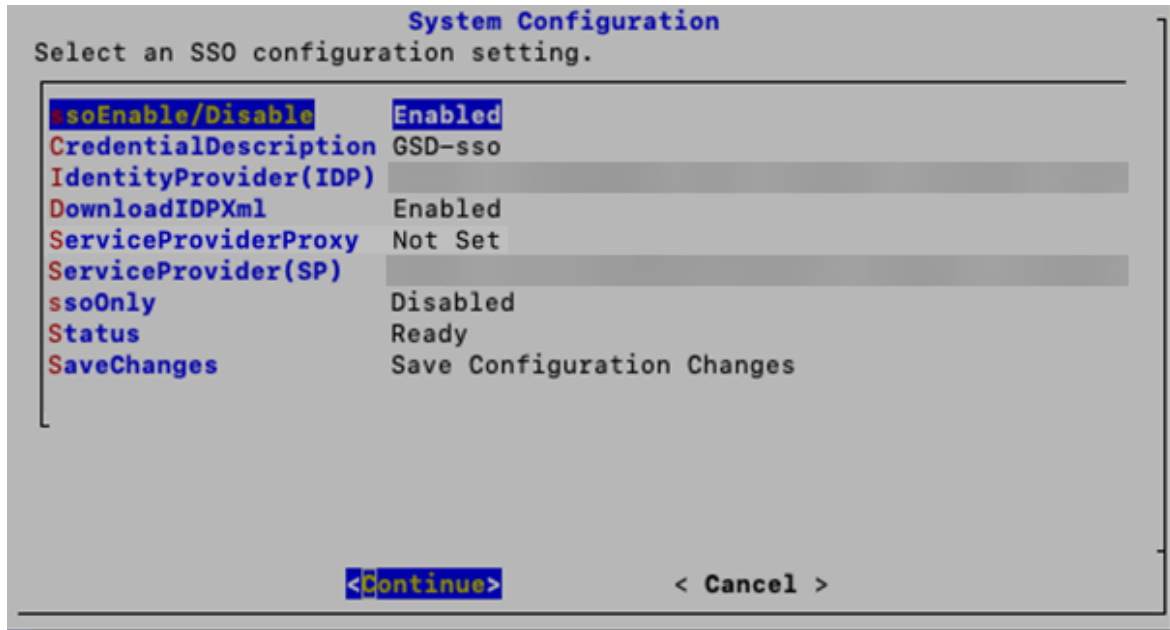 System Configuration
Select an SSO configuration setting.
ssoEnable/Disable Enabled
CredentialDescription GSD-sso
IdentityProvider(IDP)
DownloadIDPXml Enabled
ServiceProviderProxy Not Set
ServiceProvider(SP)
ssoOnly Disabled
Status Ready
SaveChanges Save Configuration Changes
<Continue> < Cancel >